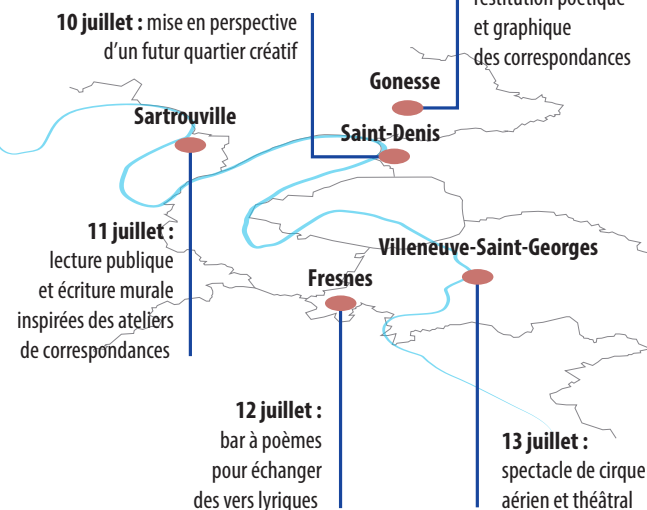 restitution poétique
et graphique
des correspondances
10 juillet : mise en perspective
d'un futur quartier créatif
Gonesse
Sartrouville
Saint-Denis
11 juillet :
lecture publique
et écriture murale
inspirées des ateliers
de correspondances
Villeneuve-Saint-Georges
Fresnes
12 juillet :
bar à poèmes
pour échanger
des vers lyriques
13 juillet :
spectacle de cirque
aérien et théâtral